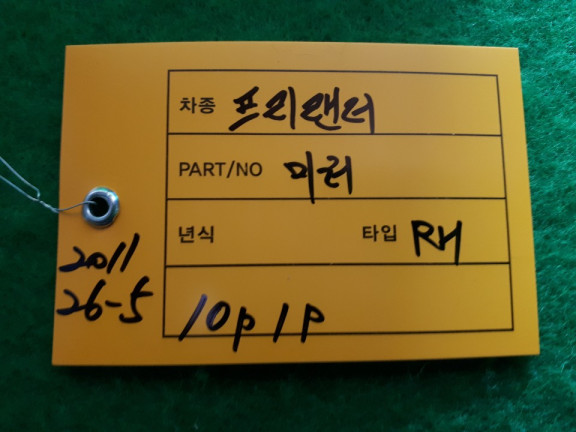 차종 프리랜더
PART/NO 미러
년식 타입 RH
2011
26-5
10p 1p